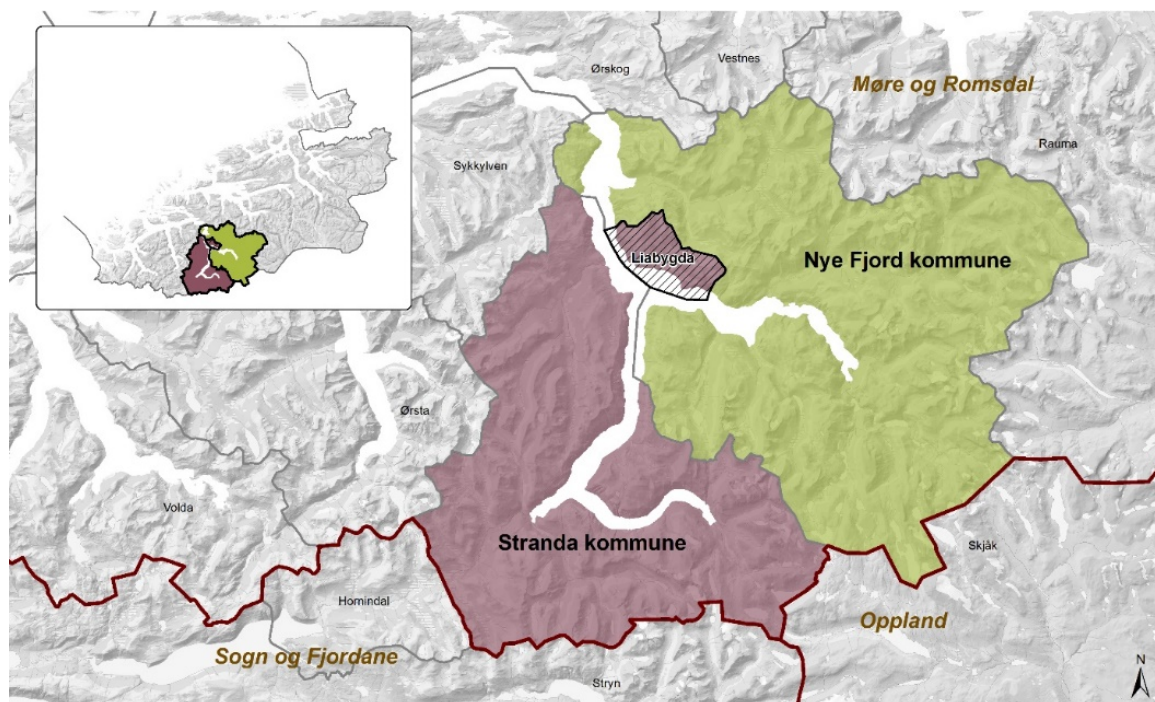 Ørskog
Vestnes
Møre og Romsdal
Rauma
Sykkylven
Liabygda
Nye Fjord kommune
Ørsta
Volda
Stranda kommune
Skjåk
Hornindal
Oppland
Sogn og Fjordane
Stryn
N